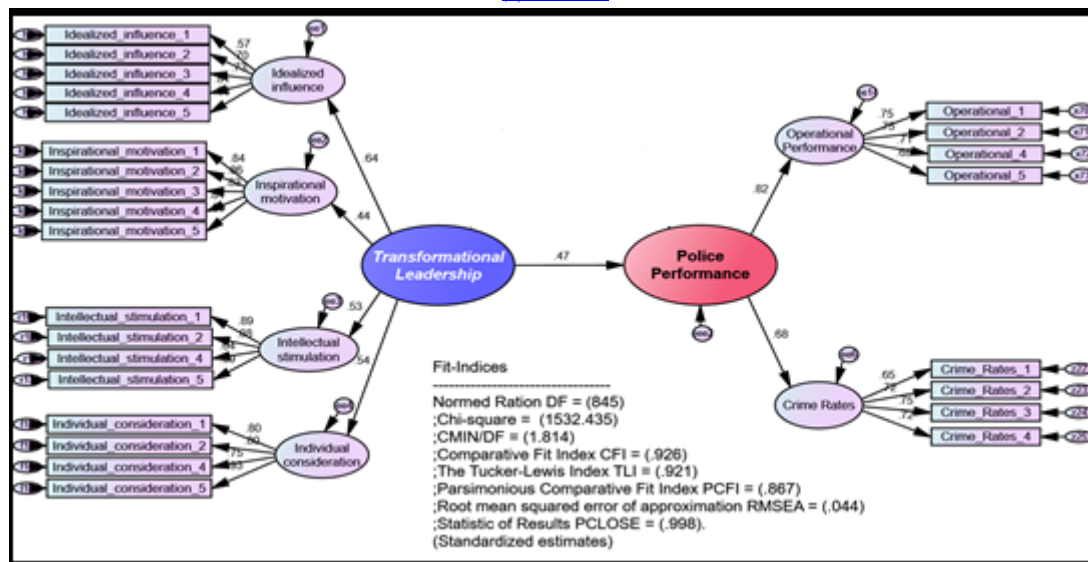 Idealized_influence_1
Idealized_influence_2
Idealized_influence_3
Idealized_influence_4
Idealized_influence_5
.57
.70
Idealized
influence
.64
Inspirational_motivation_1
Inspirational_motivation_2
Inspirational_motivation_3
Inspirational_motivation_4
Inspirational_motivation_5
.84
Inspirational
motivation
.44
Transformational
Leadership
.47
Police
Performance
.82
Operational
Performance
.75
.71
Operational_1
Operational_2
Operational_4
Operational_5
Intellectual_stimulation_1
Intellectual_stimulation_2
Intellectual_stimulation_4
Intellectual_stimulation_5
.89
Intellectual
stimulation
.53
Individual_consideration_1
Individual_consideration_2
Individual_consideration_4
Individual_consideration_5
.80
.75
Individual
consideration
.54
.68
Crime Rates
.65
.72
.75
.72
Crime_Rates_1
Crime_Rates_2
Crime_Rates_3
Crime_Rates_4
Fit-Indices
-----------------------------------
Normed Ration DF = (845)
;Chi-square = (1532.435)
;CMIN/DF = (1.814)
;Comparative Fit Index CFI = (.926)
;The Tucker-Lewis Index TLI = (.921)
;Parsimonious Comparative Fit Index PCFI = (.867)
;Root mean squared error of approximation RMSEA = (.044)
;Statistic of Results PCLOSE = (.998).
(Standardized estimates)